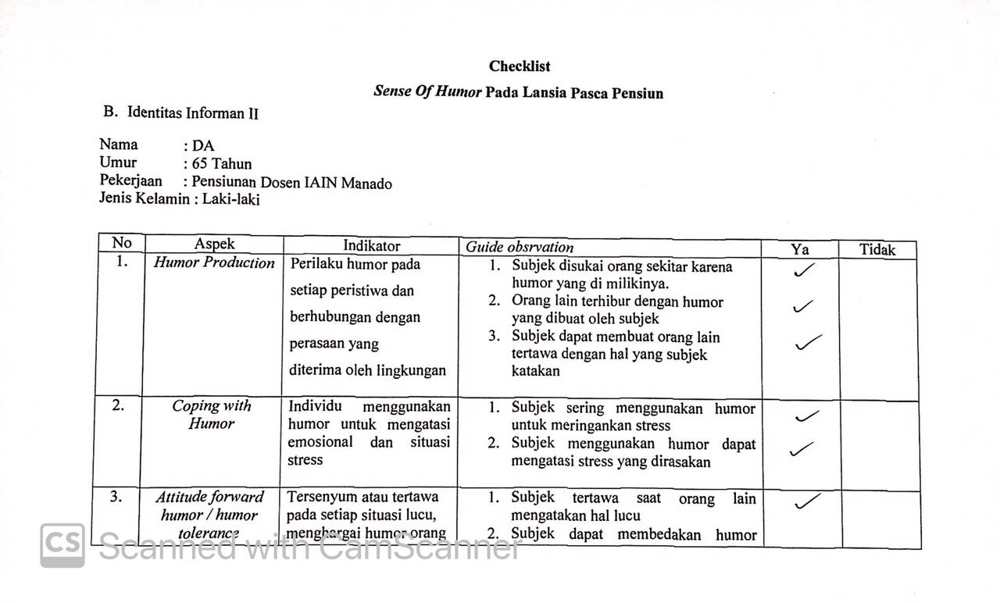 Checklist
Sense Of Humor Pada Lansia Pasca Pensiun
B. Identitas Informan II
Nama : DA
Umur : 65 Tahun
Pekerjaan : Pensiunan Dosen IAIN Manado
Jenis Kelamin : Laki-laki
No Aspek Indikator Guide obsrvation Ya Tidak
1. Humor Production
Perilaku humor pada
setiap peristiwa dan
berhubungan dengan
perasaan yang
diterima oleh lingkungan
1. Subjek disukai orang sekitar karena
humor yang di milikinya.
2. Orang lain terhibur dengan humor
yang dibuat oleh subjek
3. Subjek dapat membuat orang lain
tertawa dengan hal yang subjek
katakan
2. Coping with
Humor
Individu menggunakan
humor untuk mengatasi
emosional dan situasi
stress
1. Subjek sering menggunakan humor
untuk meringankan stress
2. Subjek menggunakan humor dapat
mengatasi stress yang dirasakan
3. Attitude forward
humor / humor
tolerance
Tersenyum atau tertawa
pada setiap situasi lucu,
menghargai humor orang
1. Subjek tertawa saat orang lain
mengatakan hal lucu
2. Subjek dapat membedakan humor
CS Scanned with CamScanner